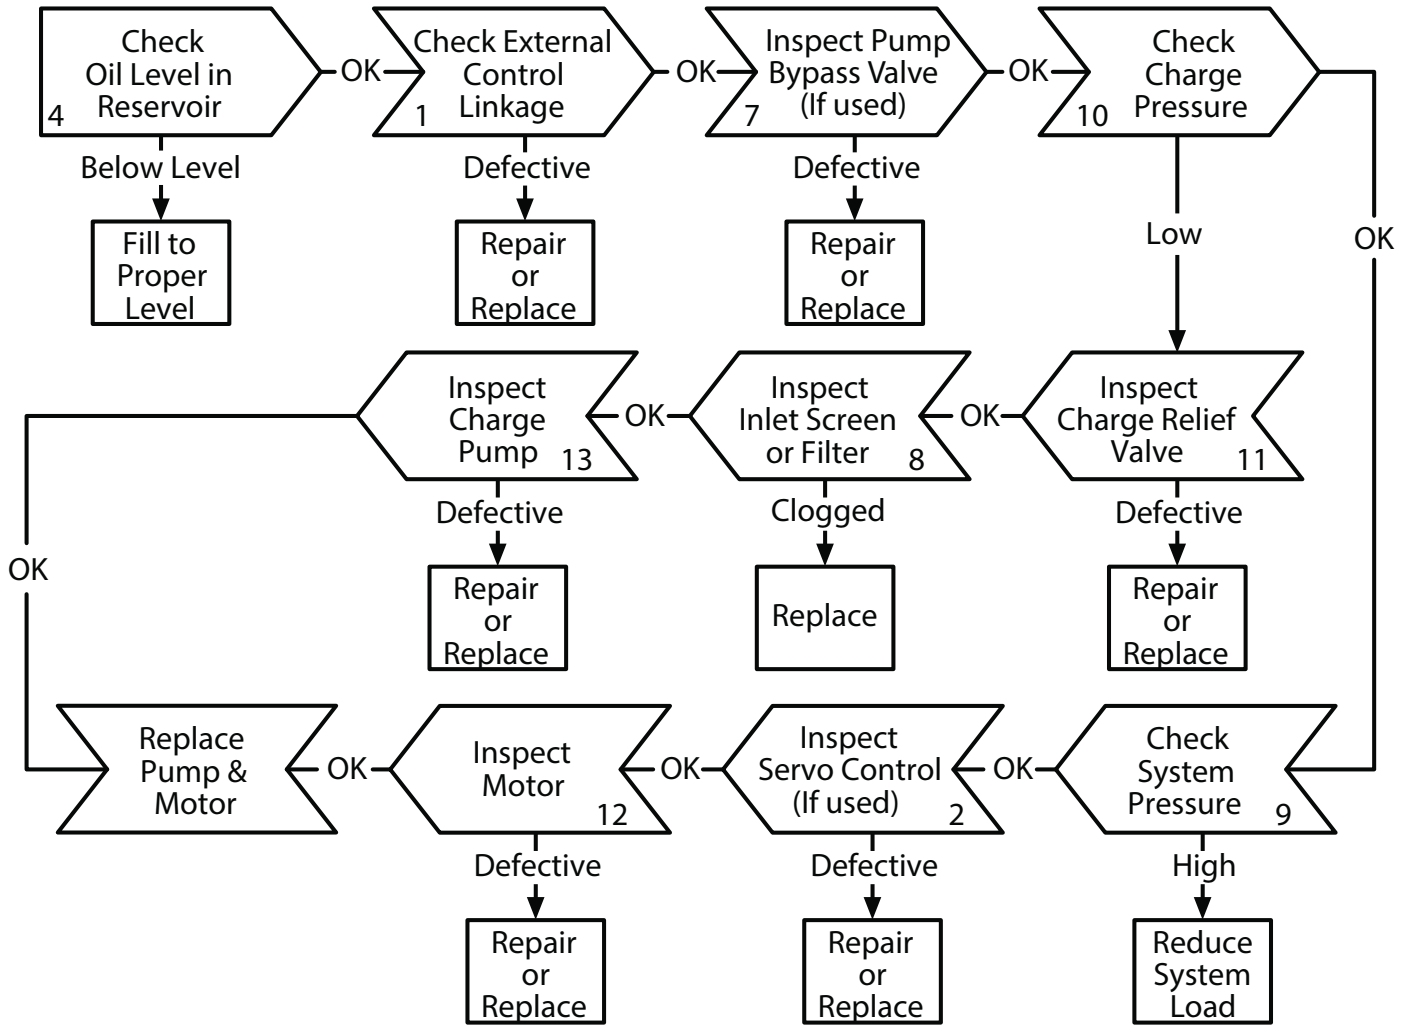 Check
Oil Level in
Reservoir
4
OK
Check External
Control
Linkage
1
OK
Inspect Pump
Bypass Valve
(If used)
7
OK
Check
Charge
Pressure
10
Below Level
Fill to
Proper
Level
Defective
Repair
or
Replace
Defective
Repair
or
Replace
Low
OK
Inspect
Charge Relief
Valve
11
OK
Inspect
Inlet Screen
or Filter
8
OK
Inspect
Charge
Pump
13
Defective
Repair
or
Replace
Clogged
Replace
Defective
Repair
or
Replace
OK
Check
System
Pressure
9
OK
Inspect
Servo Control
(If used)
2
OK
Inspect
Motor
12
OK
Replace
Pump &
Motor
High
Reduce
System
Load
Defective
Repair
or
Replace
Defective
Repair
or
Replace